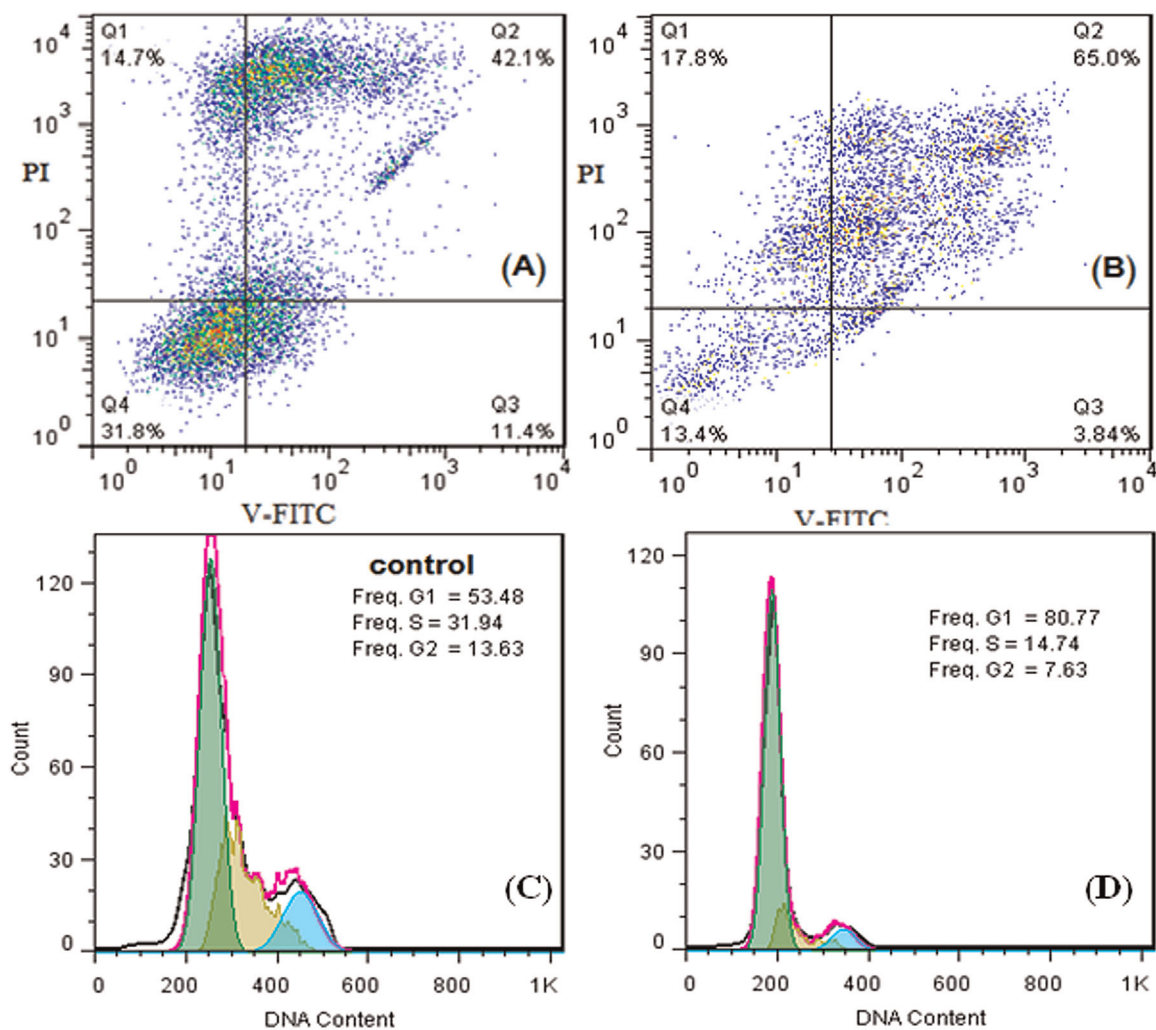 Q1
14.7%
Q2
42.1%
10^4
10^3
PI
10^2
10^1
10^0
(A)
Q4
31.8%
Q3
11.4%
10^0 10^1 10^2 10^3 10^4
V-FITC
Q1
17.8%
Q2
65.0%
10^4
10^3
PI
10^2
10^1
10^0
(B)
Q4
13.4%
Q3
3.84%
10^0 10^1 10^2 10^3 10^4
V-FITC
control
Freq. G1 = 53.48
Freq. S = 31.94
Freq. G2 = 13.63
120
90
60
30
0
Count
(C)
0 200 400 600 800 1K
DNA Content
Freq. G1 = 80.77
Freq. S = 14.74
Freq. G2 = 7.63
120
90
60
30
0
Count
(D)
0 200 400 600 800 1K
DNA Content